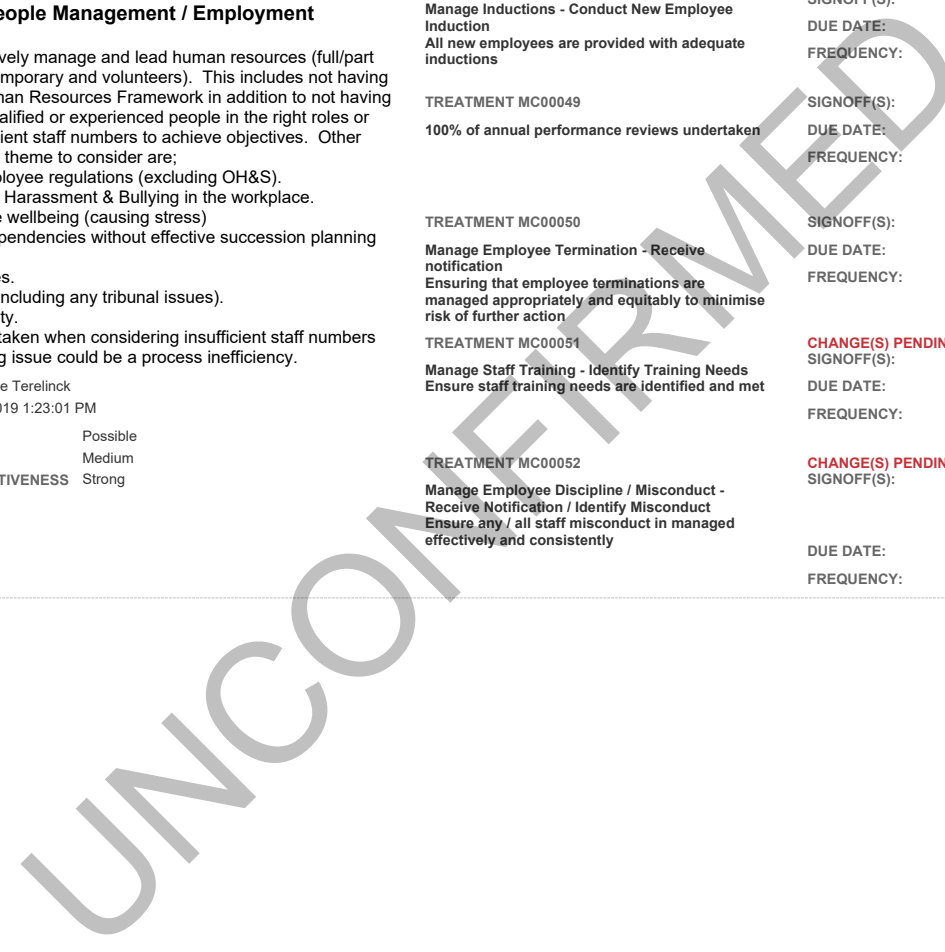 eople Management / Employment
vely manage and lead human resources (full/part
mporary and volunteers). This includes not having
man Resources Framework in addition to not having
alified or experienced people in the right roles or
ient staff numbers to achieve objectives. Other
theme to consider are;
ployee regulations (excluding OH&S).
Harassment & Bullying in the workplace.
e wellbeing (causing stress)
pendencies without effective succession planning
es.
ncluding any tribunal issues).
ty.
taken when considering insufficient staff numbers
g issue could be a process inefficiency.
e Terelinck
019 1:23:01 PM
Possible
Medium
TIVENESS Strong
Manage Inductions - Conduct New Employee
Induction
All new employees are provided with adequate
inductions
SIGNOFF(S):
DUE DATE:
FREQUENCY:
TREATMENT MC00049
100% of annual performance reviews undertaken
SIGNOFF(S):
DUE DATE:
FREQUENCY:
TREATMENT MC00050
Manage Employee Termination - Receive
notification
Ensuring that employee terminations are
managed appropriately and equitably to minimise
risk of further action
SIGNOFF(S):
DUE DATE:
FREQUENCY:
TREATMENT MC00051
Manage Staff Training - Identify Training Needs
Ensure staff training needs are identified and met
CHANGE(S) PENDIN
SIGNOFF(S):
DUE DATE:
FREQUENCY:
TREATMENT MC00052
Manage Employee Discipline / Misconduct -
Receive Notification / Identify Misconduct
Ensure any / all staff misconduct in managed
effectively and consistently
CHANGE(S) PENDIN
SIGNOFF(S):
DUE DATE:
FREQUENCY:
UNCONFIRMED